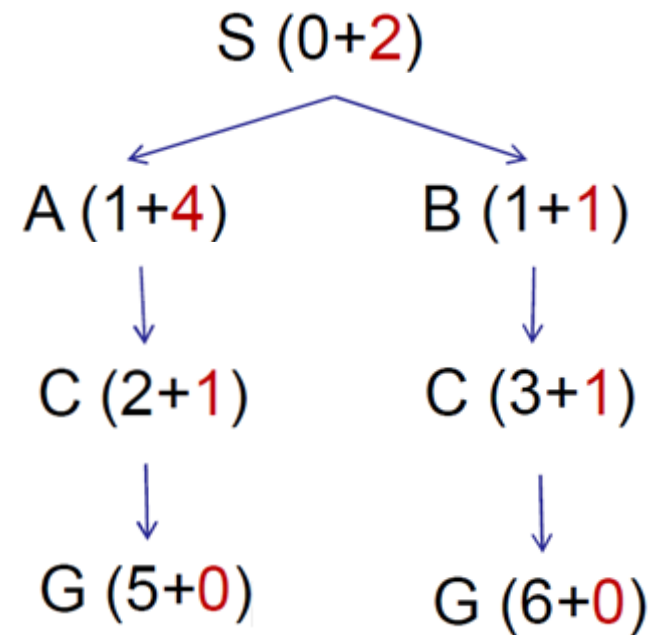 S (0+2)
A (1+4)
B (1+1)
C (2+1)
C (3+1)
G (5+0)
G (6+0)